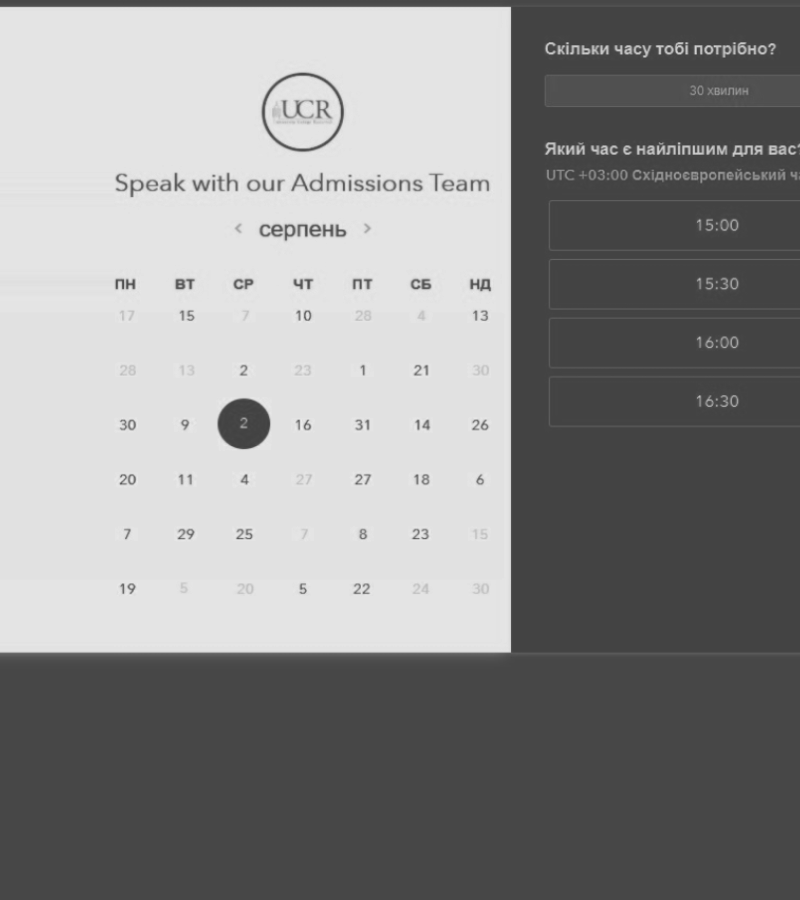 UCR
Speak with our Admissions Team
< серпень >
ПН ВТ СР ЧТ ПТ СБ НД
17 15 7 10 28 4 13
28 13 2 23 1 21 30
30 9 2 16 31 14 26
20 11 4 27 27 18 6
7 29 25 7 8 23 15
19 5 20 5 22 24 30
Скільки часу тобі потрібно?
30 хвилин
Який час є найліпшим для вас?
UTC +03:00 Східноєвропейський ча
15:00
15:30
16:00
16:30